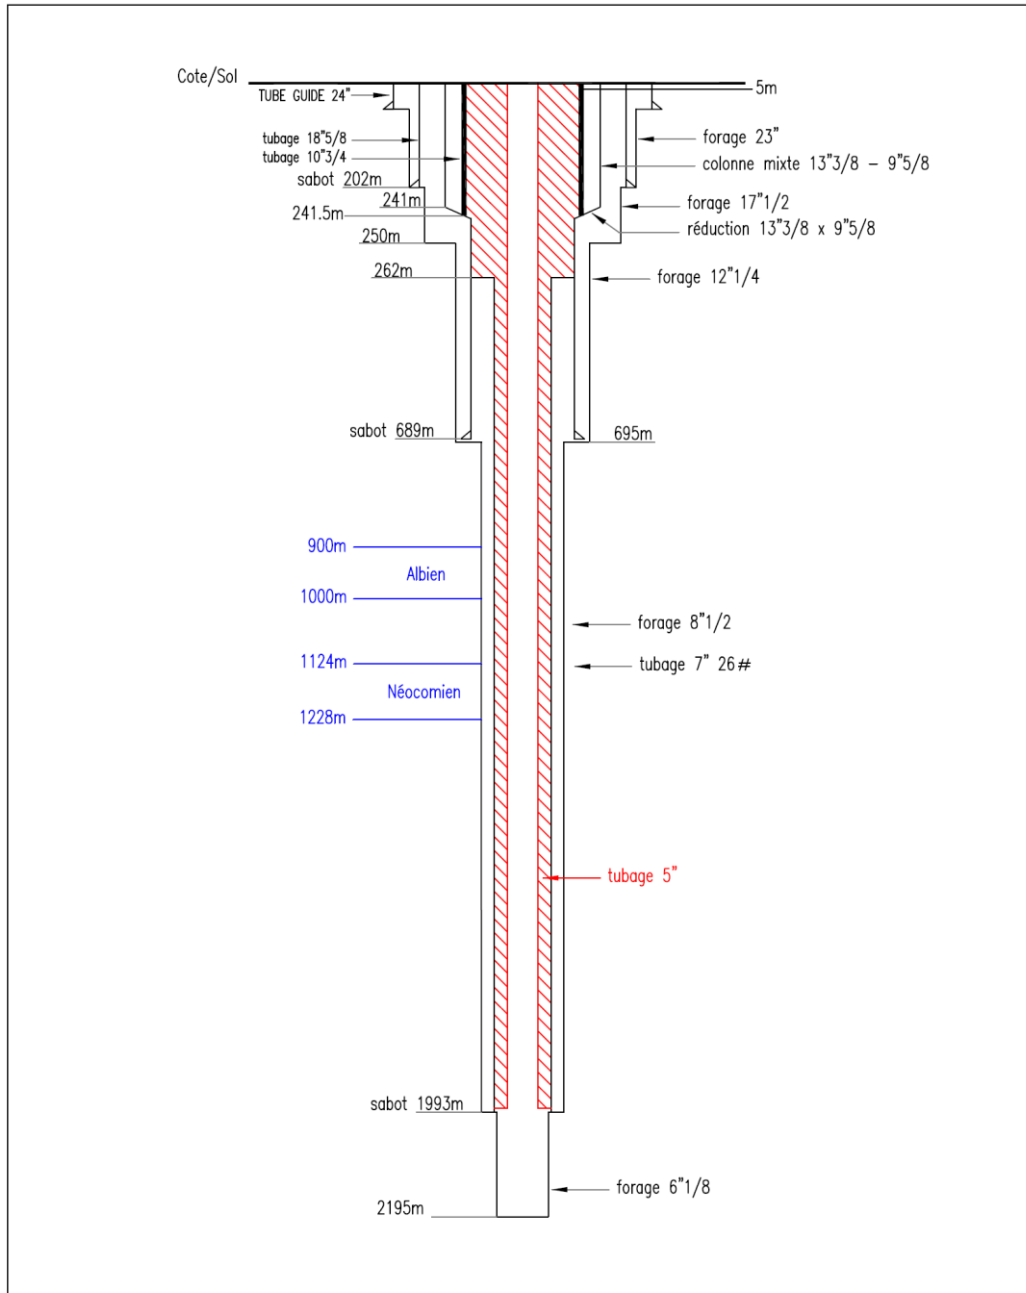 Cote/Sol
5m
TUBE GUIDE 24"
tubage 18"5/8
forage 23"
tubage 10"3/4
colonne mixte 13"3/8 – 9"5/8
sabot 202m
241m
forage 17"1/2
241.5m
réduction 13"3/8 x 9"5/8
250m
262m
forage 12"1/4
sabot 689m
695m
900m
Albien
1000m
forage 8"1/2
1124m
tubage 7" 26#
Néocomien
1228m
tubage 5"
sabot 1993m
forage 6"1/8
2195m